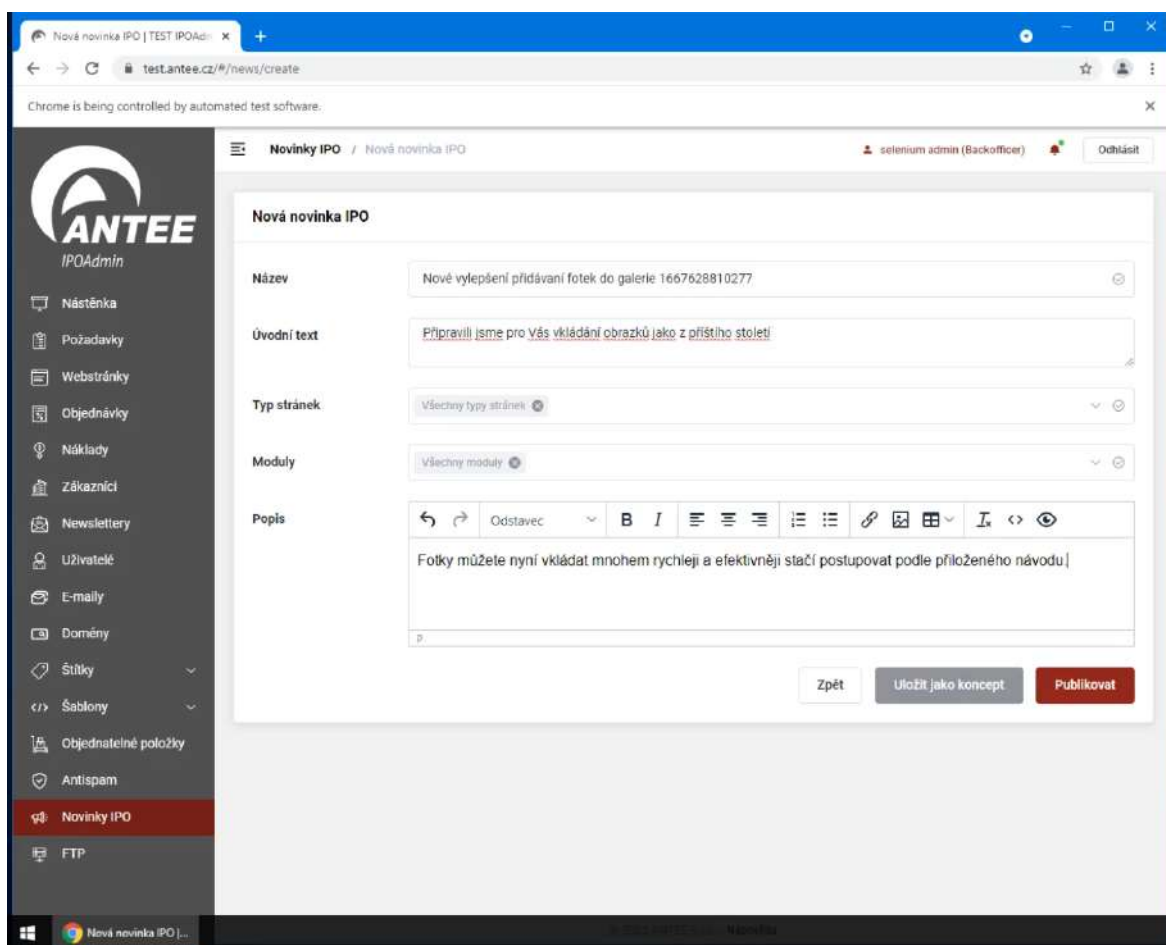 Nová novinka IPO | TEST IPOAd
test.antee.cz/#/news/create
Chrome is being controlled by automated test software.
ANTEE
IPOAdmin
Nástěnka
Požadavky
Webstránky
Objednávky
Náklady
Zákazníci
Newslettery
Uživatelé
E-maily
Domény
Štítky
Šablony
Objednatelné položky
Antispam
Novinky IPO
FTP
Novinky IPO / Nová novinka IPO
selenium admin (Backofficer)
Odhlásit
Nová novinka IPO
Název
Nové vylepšení přidávaní fotek do galerie 1667628810277
Úvodní text
Připravili jsme pro Vás vkládání obrazků jako z příštího století
Typ stránek
Všechny typy stránek
Moduly
Všechny moduly
Popis
Odstavec
B I
Fotky můžete nyní vkládat mnohem rychleji a efektivněji stačí postupovat podle přiloženého návodu.
p
Zpět
Uložit jako koncept
Publikovat
Nová novinka IPO |...
Nápověda